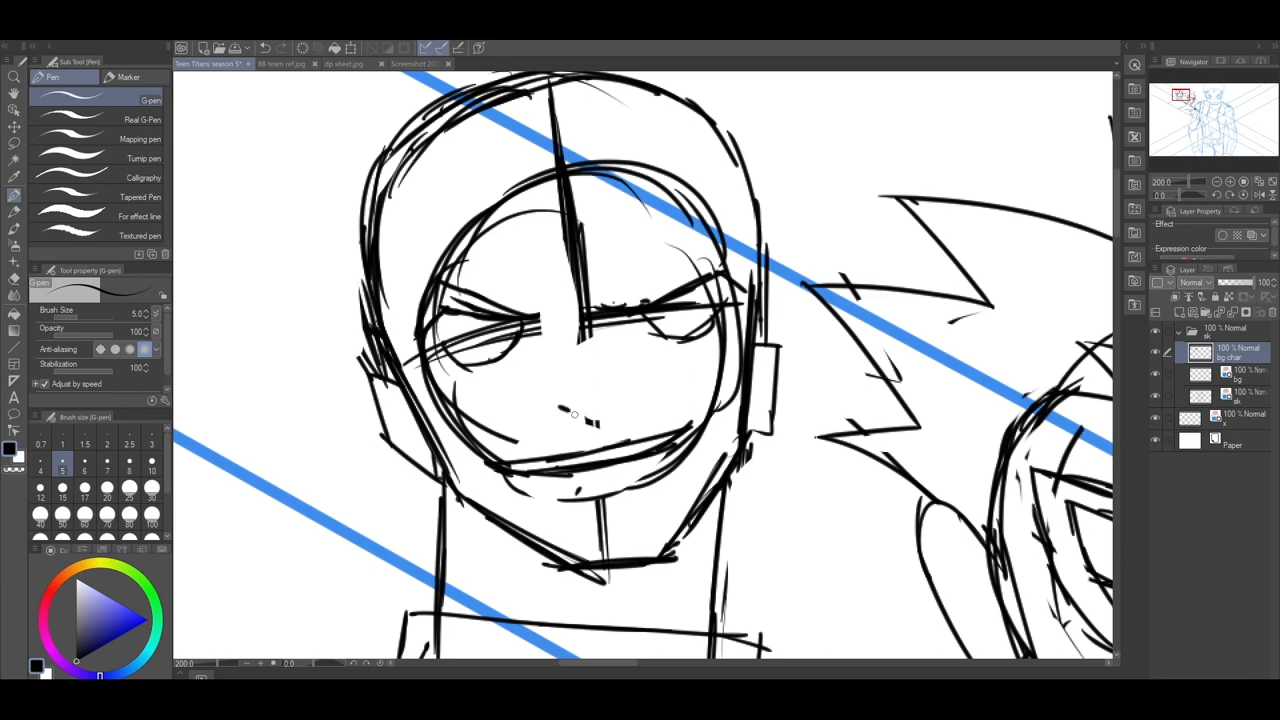 Sub Tool [Pen]
Teen Titans season 5*
BB team ref.jpg
dp sheet.jpg
Screenshot 202
Navigator
Pen
Marker
G-pen
Real G-Pen
Mapping pen
Turnip pen
Calligraphy
Tapered Pen
For effect line
Textured pen
Tool property [G-pen]
G-pen
Brush Size 5.0
Opacity 100
Anti-aliasing
Stabilization 100
Adjust by speed
Brush size [G-pen]
0.7 1 1.5 2 2.5 3
4 5 6 7 8 10
12 15 17 20 25 30
40 50 60 70 80 100
200.0
0.0
Layer Property
Effect
Expression color
Layer
Normal 100
100 % Normal
sk
100 % Normal
bg char
100 % Norm
bg
100 % Norm
sk
100 % Normal
x
Paper
200.0
0.0